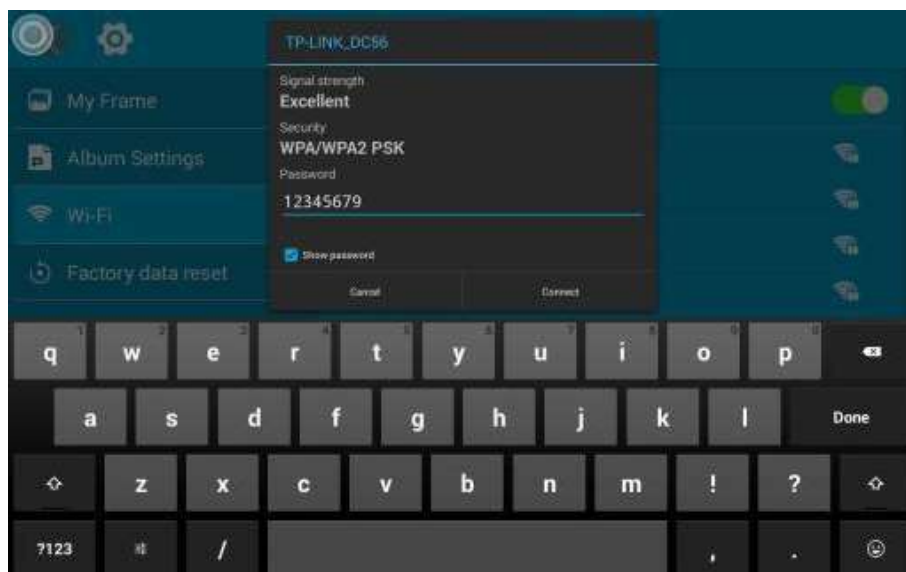 TP-LINK_DC56
My Frame
Album Settings
Wi-Fi
Factory data reset
Signal strength
Excellent
Security
WPA/WPA2 PSK
Password
12345679
Show password
Cancel Connect
q w e r t y u i o p
a s d f g h j k l Done
z x c v b n m ! ?
?123 / , .